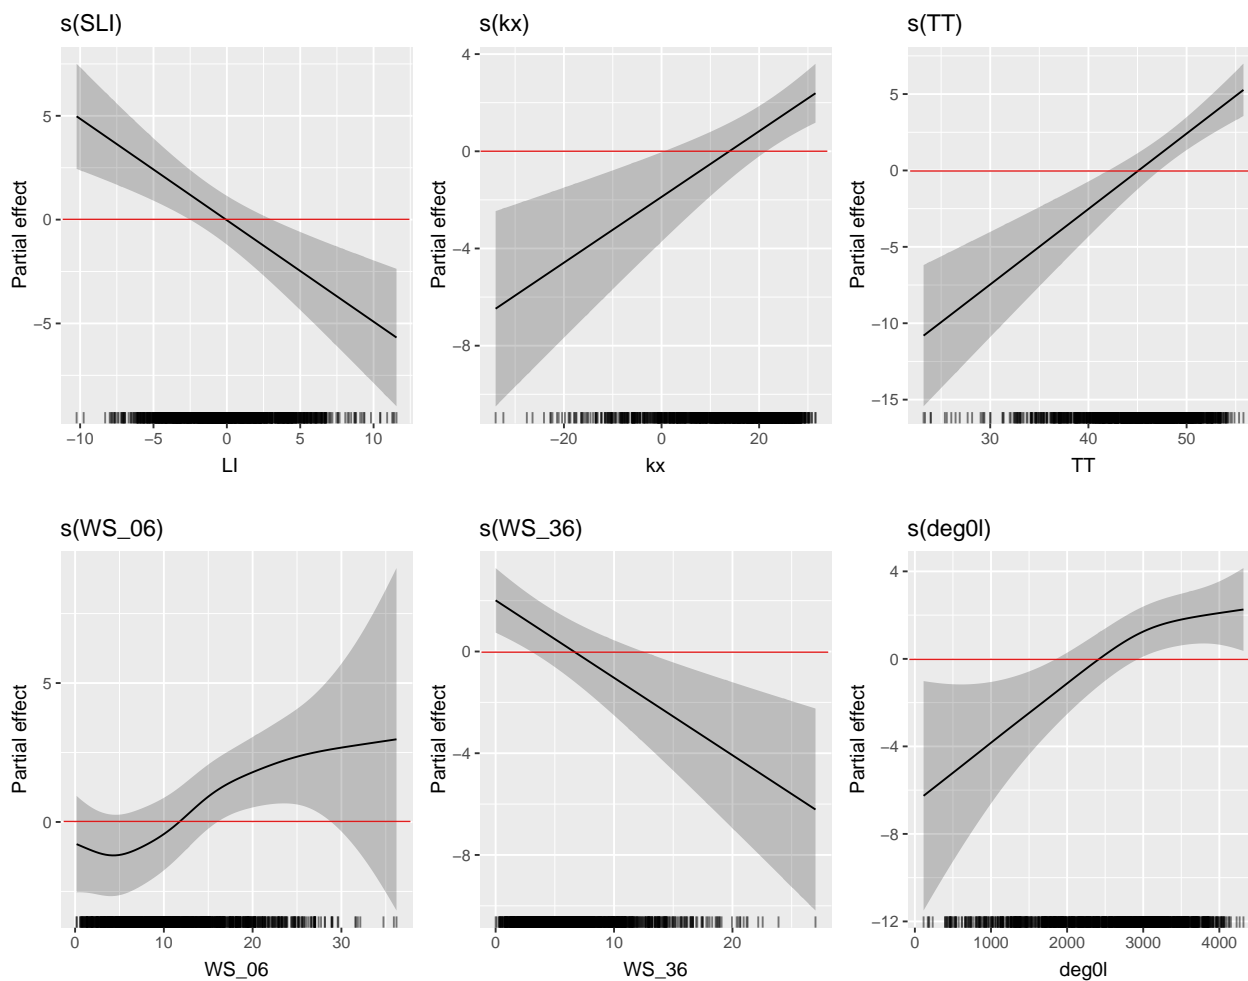 s(SLI)
Partial effect
5
0
−5
−10
−5
0
5
10
LI
s(kx)
Partial effect
4
0
−4
−8
−20
0
20
kx
s(TT)
Partial effect
5
0
−5
−10
−15
30
40
50
TT
s(WS_06)
Partial effect
5
0
0
10
20
30
WS_06
s(WS_36)
Partial effect
0
−4
−8
0
10
20
WS_36
s(deg0l)
Partial effect
4
0
−4
−8
−12
0
1000
2000
3000
4000
deg0l